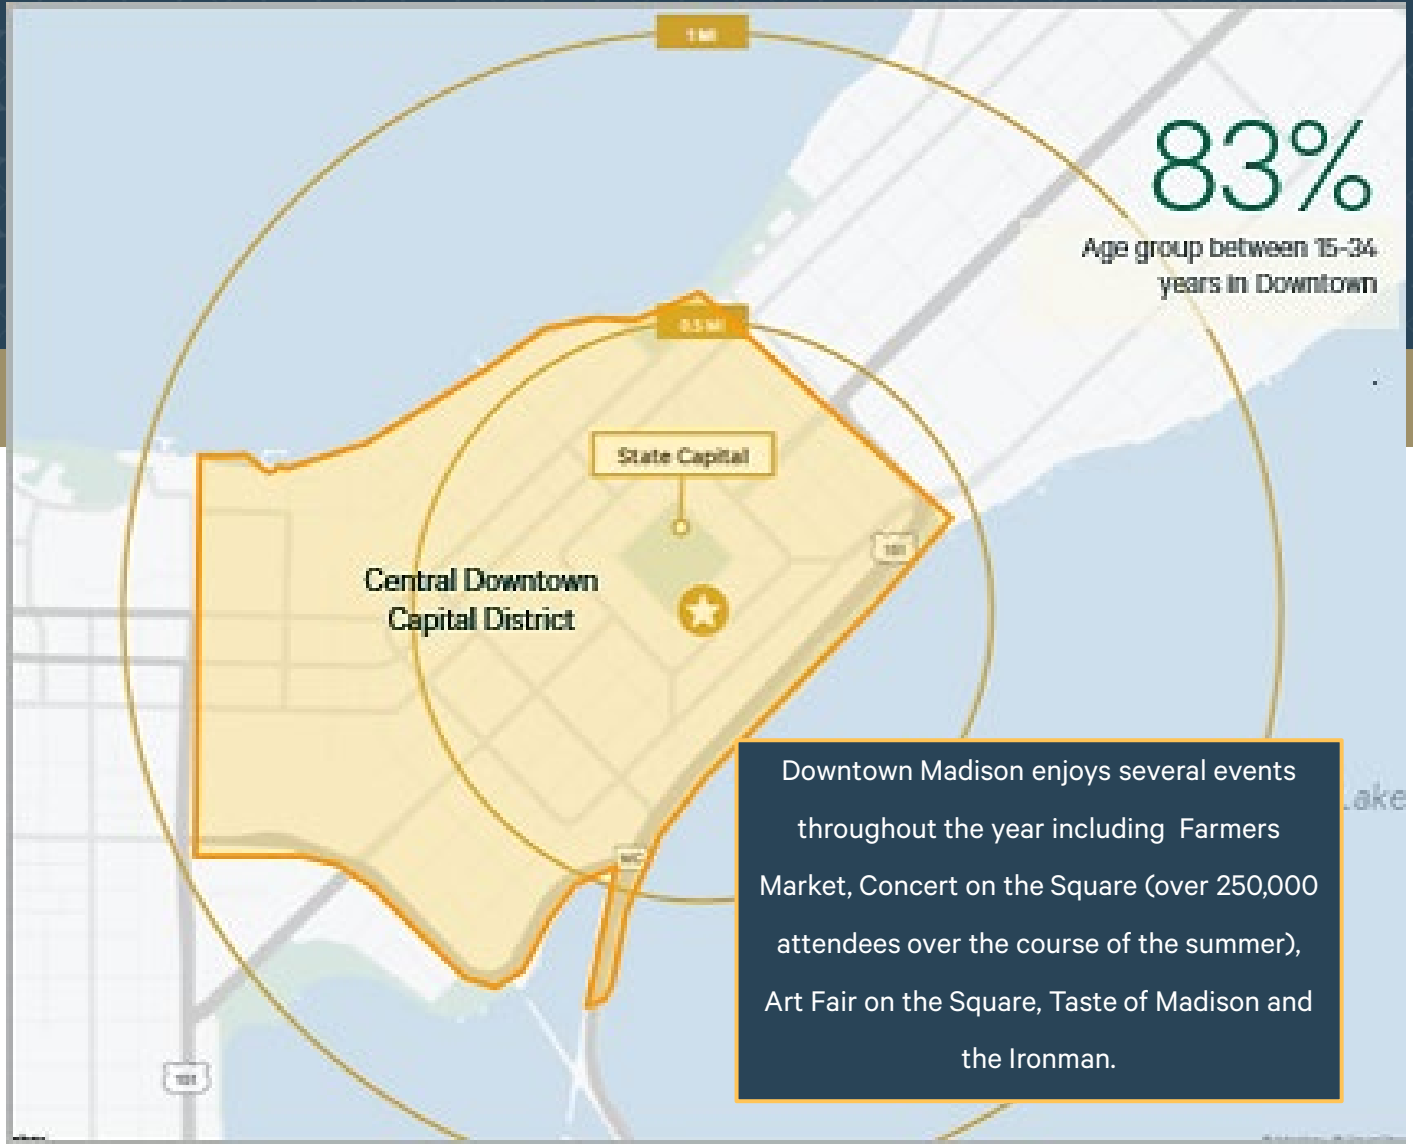 1 MI
83%
Age group between 15-34
years in Downtown
0.5 MI
State Capital
151
Central Downtown
Capital District
Downtown Madison enjoys several events
throughout the year including Farmers
Market, Concert on the Square (over 250,000
attendees over the course of the summer),
Art Fair on the Square, Taste of Madison and
the Ironman.
Lake
151